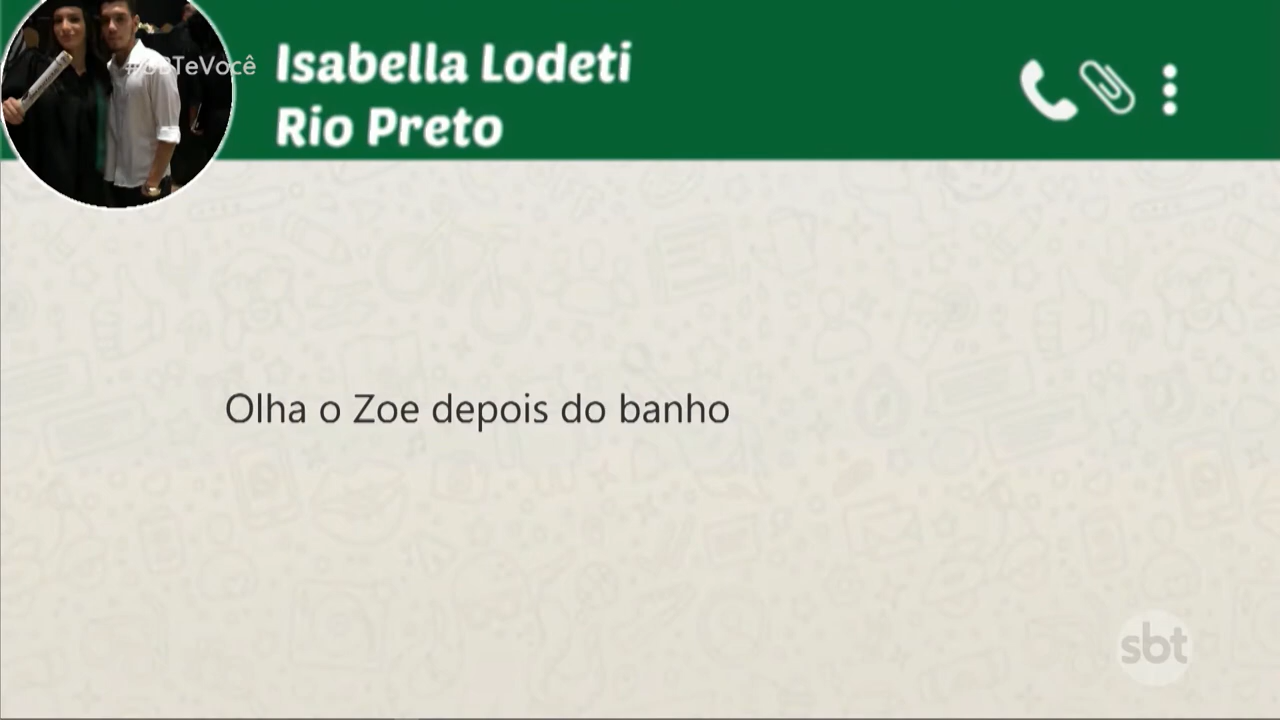 #SBTeVocê
Isabella Lodeti
Rio Preto
Olha o Zoe depois do banho
sbt